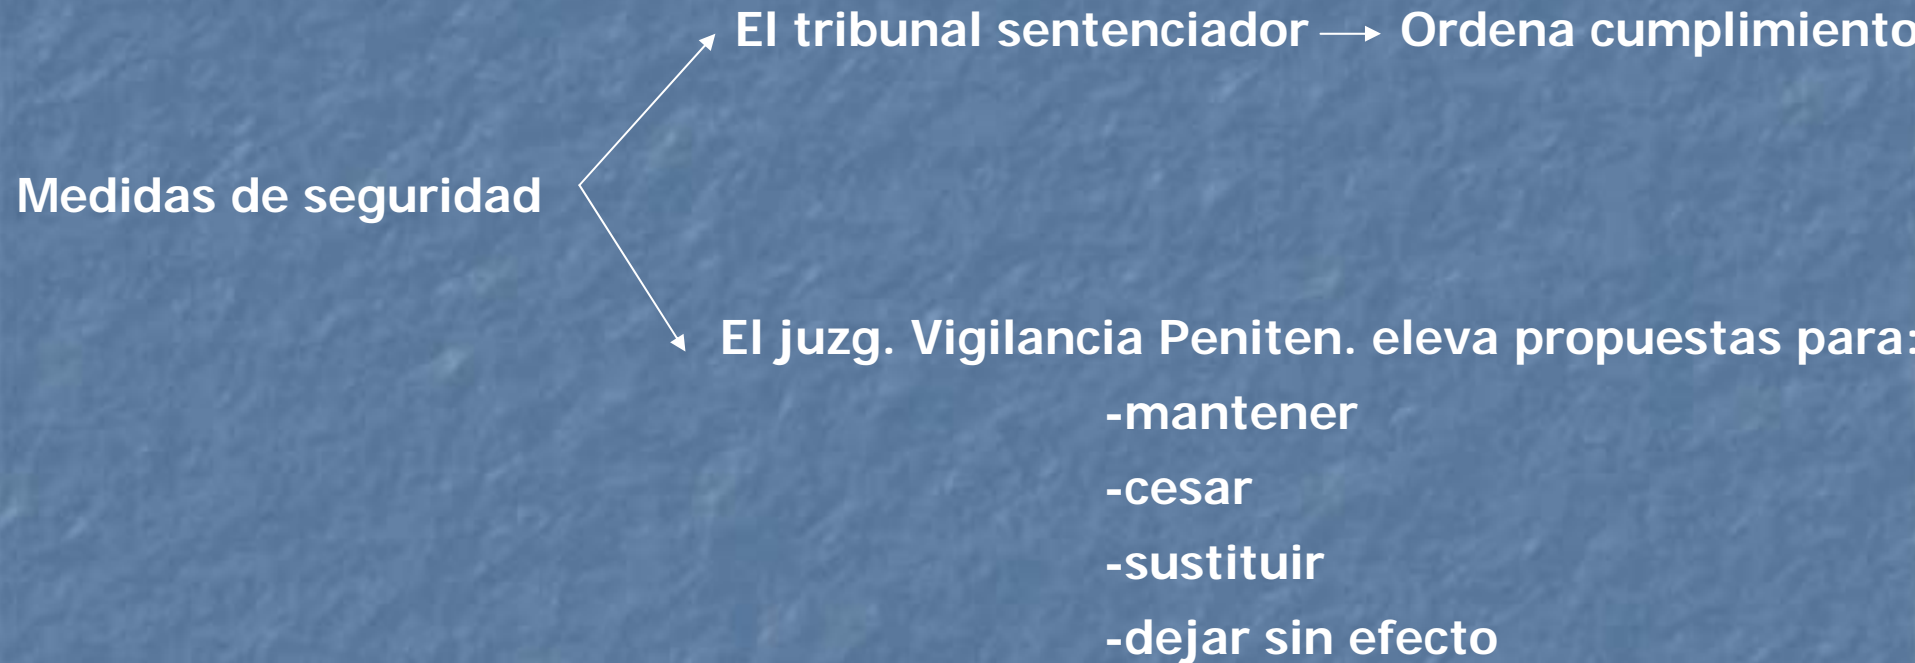 El tribunal sentenciador → Ordena cumplimiento
Medidas de seguridad
El juzg. Vigilancia Peniten. eleva propuestas para:
-mantener
-cesar
-sustituir
-dejar sin efecto